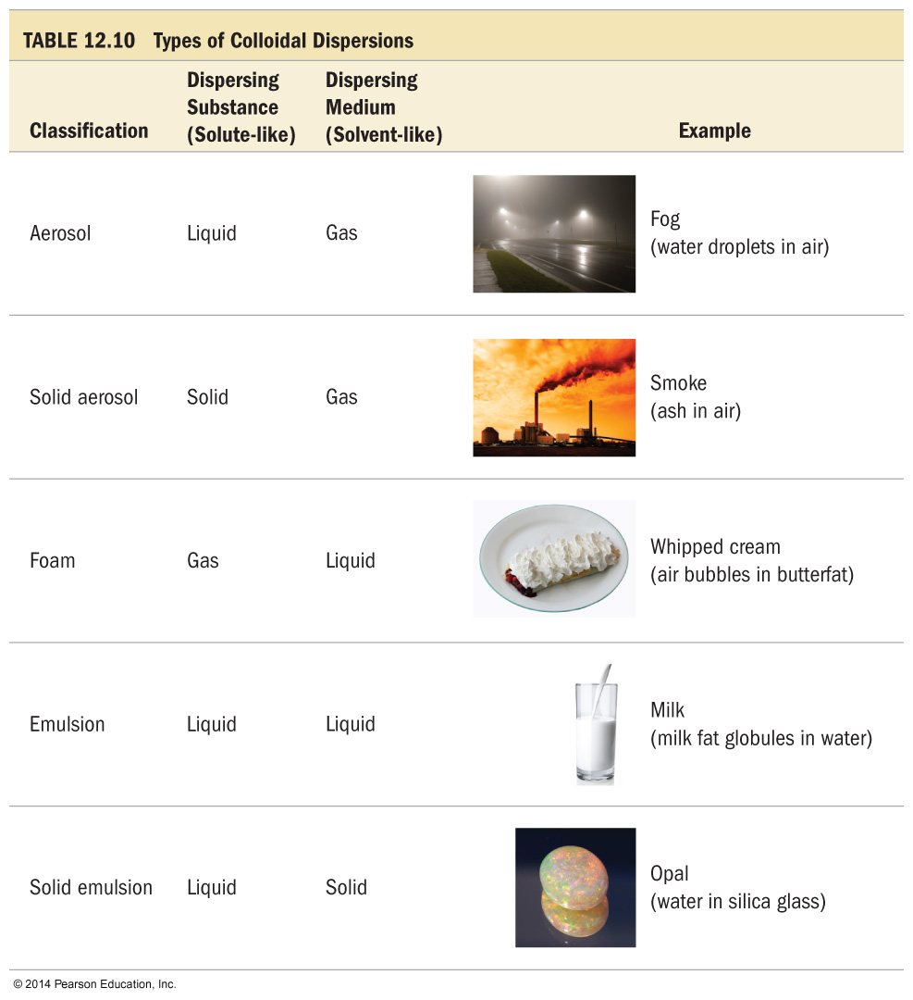 TABLE 12.10 Types of Colloidal Dispersions
Classification
Dispersing
Substance
(Solute-like)
Dispersing
Medium
(Solvent-like)
Example
Aerosol
Liquid
Gas
Fog
(water droplets in air)
Solid aerosol
Solid
Gas
Smoke
(ash in air)
Foam
Gas
Liquid
Whipped cream
(air bubbles in butterfat)
Emulsion
Liquid
Liquid
Milk
(milk fat globules in water)
Solid emulsion
Liquid
Solid
Opal
(water in silica glass)
© 2014 Pearson Education, Inc.